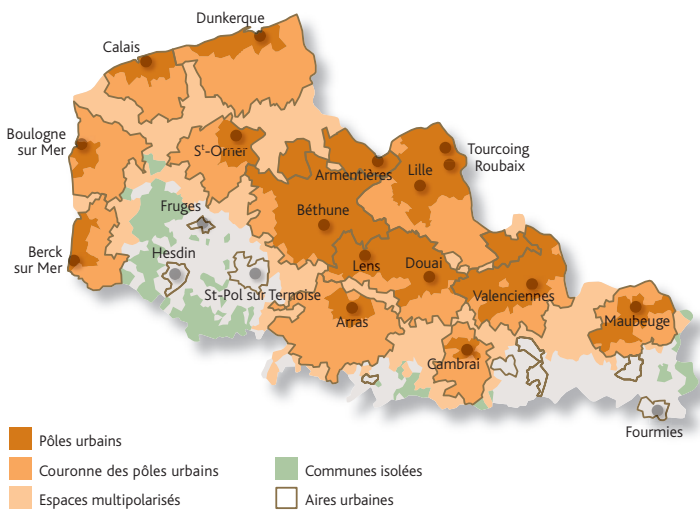 Dunkerque
Calais
Boulogne
sur Mer
St-Omer
Armentières
Lille
Tourcoing
Roubaix
Fruges
Béthune
Berck
sur Mer
Hesdin
Lens
Douai
St-Pol sur Ternoise
Valenciennes
Arras
Maubeuge
Cambrai
Fourmies
Pôles urbains
Couronne des pôles urbains
Espaces multipolarisés
Communes isolées
Aires urbaines